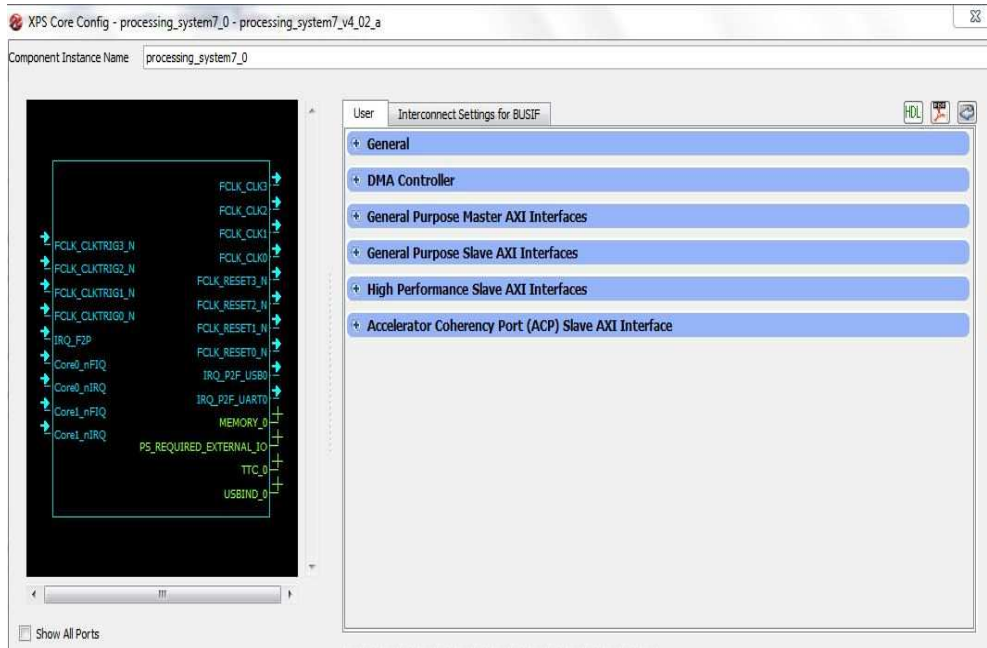 XPS Core Config - processing_system7_0 - processing_system7_v4_02_a
Component Instance Name processing_system7_0
User Interconnect Settings for BUSIF HDL
General
DMA Controller
General Purpose Master AXI Interfaces
General Purpose Slave AXI Interfaces
High Performance Slave AXI Interfaces
Accelerator Coherency Port (ACP) Slave AXI Interface
FCLK_CLKTRIG3_N
FCLK_CLKTRIG2_N
FCLK_CLKTRIG1_N
FCLK_CLKTRIG0_N
IRQ_F2P
Core0_nFIQ
Core0_nIRQ
Core1_nFIQ
Core1_nIRQ
FCLK_CLK3
FCLK_CLK2
FCLK_CLK1
FCLK_CLK0
FCLK_RESET3_N
FCLK_RESET2_N
FCLK_RESET1_N
FCLK_RESET0_N
IRQ_P2F_USB0
IRQ_P2F_UART0
MEMORY_0
PS_REQUIRED_EXTERNAL_IO
TTC_0
USBIND_0
Show All Ports